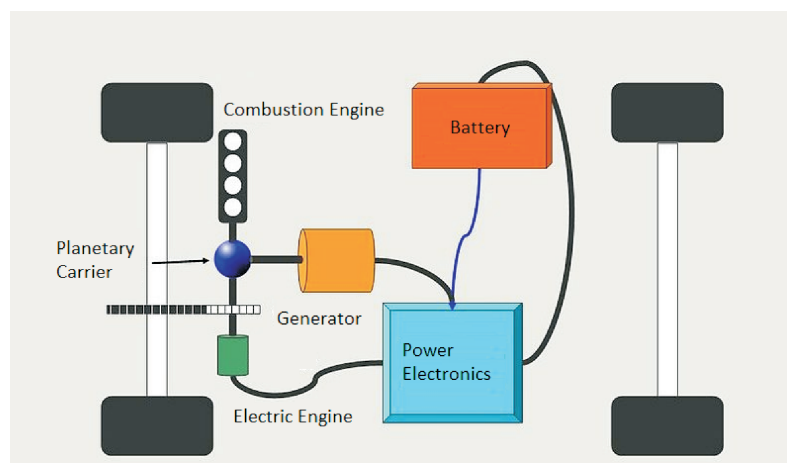 Combustion Engine
Battery
Planetary
Carrier
Generator
Power
Electronics
Electric Engine